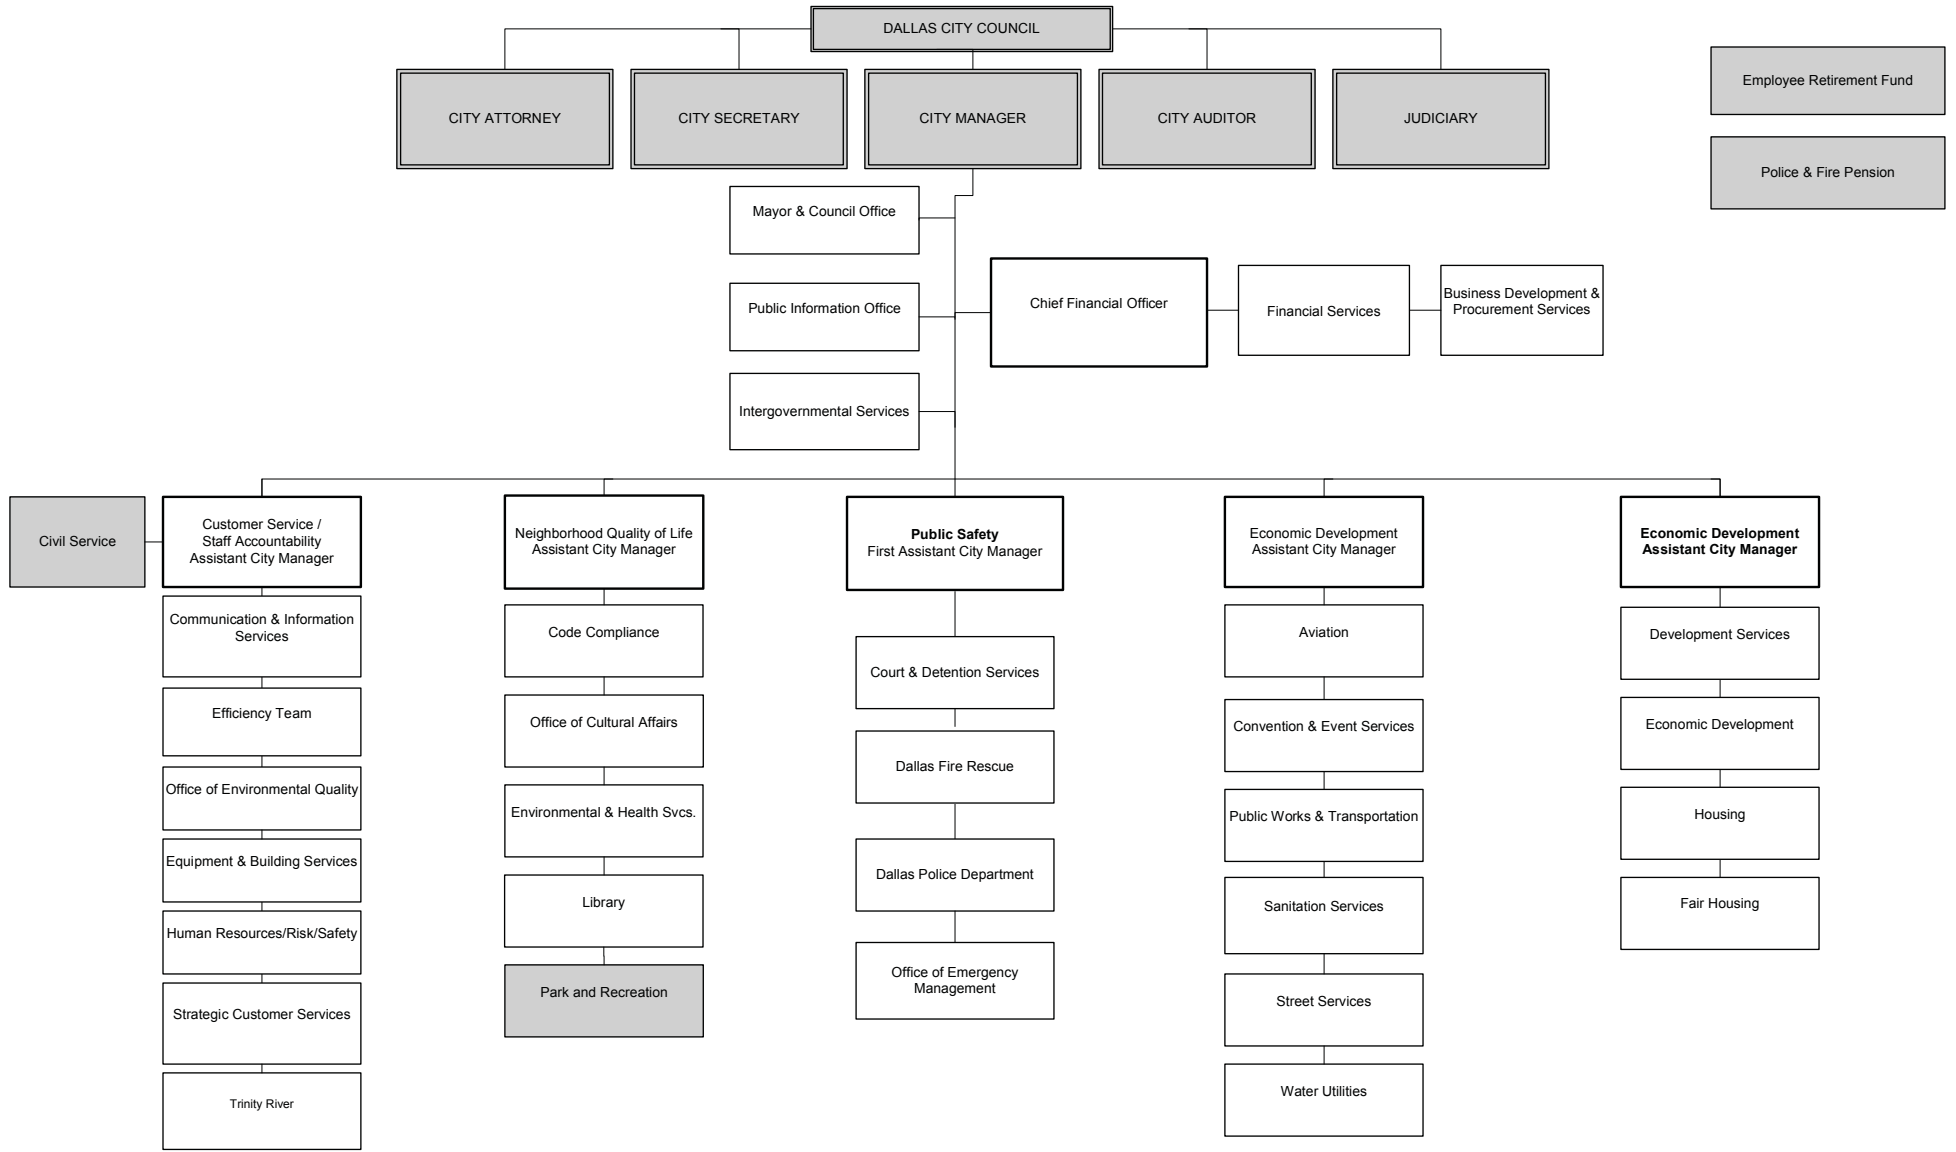 DALLAS CITY COUNCIL
CITY ATTORNEY
CITY SECRETARY
CITY MANAGER
CITY AUDITOR
JUDICIARY
Employee Retirement Fund
Police & Fire Pension
Mayor & Council Office
Public Information Office
Intergovernmental Services
Chief Financial Officer
Financial Services
Business Development &
Procurement Services
Civil Service
Customer Service /
Staff Accountability
Assistant City Manager
Communication & Information
Services
Efficiency Team
Office of Environmental Quality
Equipment & Building Services
Human Resources/Risk/Safety
Strategic Customer Services
Trinity River
Neighborhood Quality of Life
Assistant City Manager
Code Compliance
Office of Cultural Affairs
Environmental & Health Svcs.
Library
Park and Recreation
Public Safety
First Assistant City Manager
Court & Detention Services
Dallas Fire Rescue
Dallas Police Department
Office of Emergency
Management
Economic Development
Assistant City Manager
Aviation
Convention & Event Services
Public Works & Transportation
Sanitation Services
Street Services
Water Utilities
Economic Development
Assistant City Manager
Development Services
Economic Development
Housing
Fair Housing